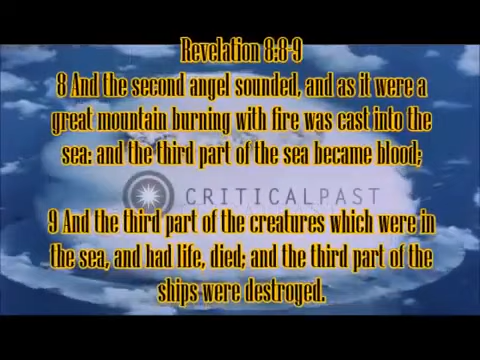 Revelation 8:8-9
8 And the second angel sounded, and as it were a
great mountain burning with fire was cast into the
sea: and the third part of the sea became blood;
CRITICALPAST
9 And the third part of the creatures which were in
the sea, and had life, died; and the third part of the
ships were destroyed.